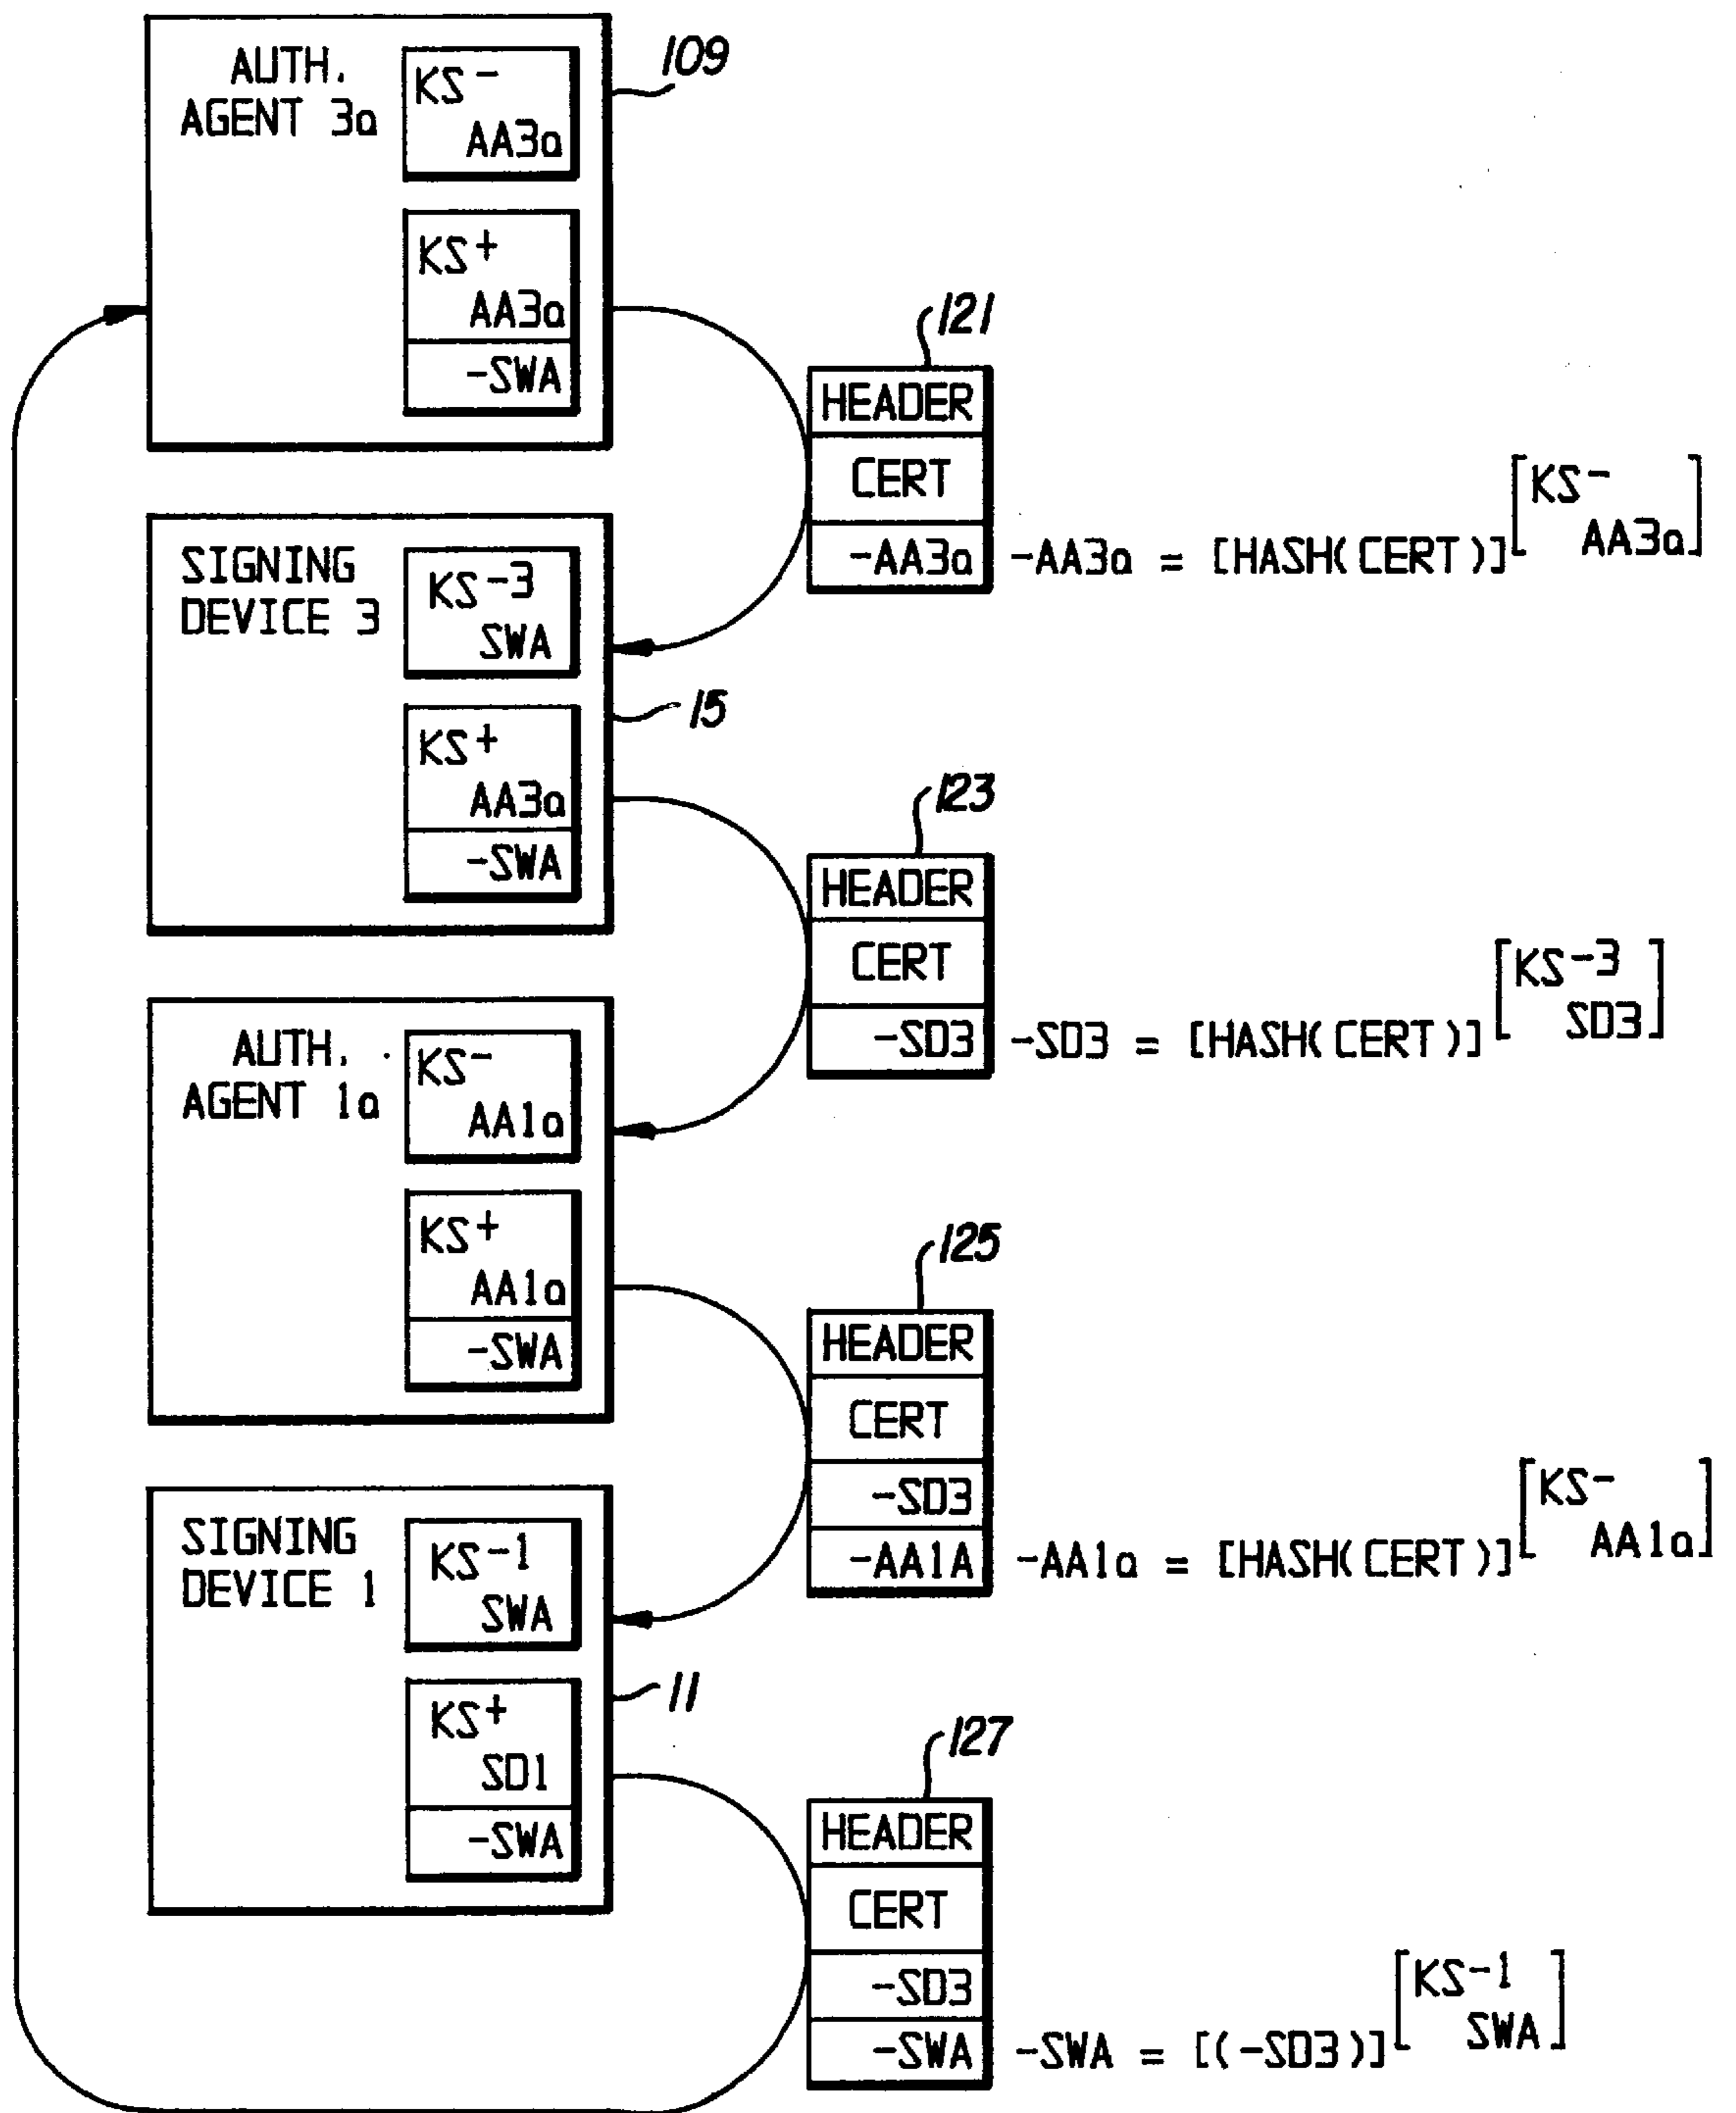 AUTH.
AGENT 3a
KS-
AA3a
109
KS+
AA3a
-SWA
121
HEADER
CERT
-AA3a
-AA3a = [HASH(CERT)][KS- AA3a]
SIGNING
DEVICE 3
KS-3
SWA
15
KS+
AA3a
-SWA
123
HEADER
CERT
-SD3
-SD3 = [HASH(CERT)][KS-3 SD3]
AUTH.
AGENT 1a
KS-
AA1a
KS+
AA1a
-SWA
125
HEADER
CERT
-SD3
-AA1A
-AA1a = [HASH(CERT)][KS- AA1a]
SIGNING
DEVICE 1
KS-1
SWA
11
KS+
SD1
-SWA
127
HEADER
CERT
-SD3
-SWA
-SWA = [(-SD3)][KS-1 SWA]